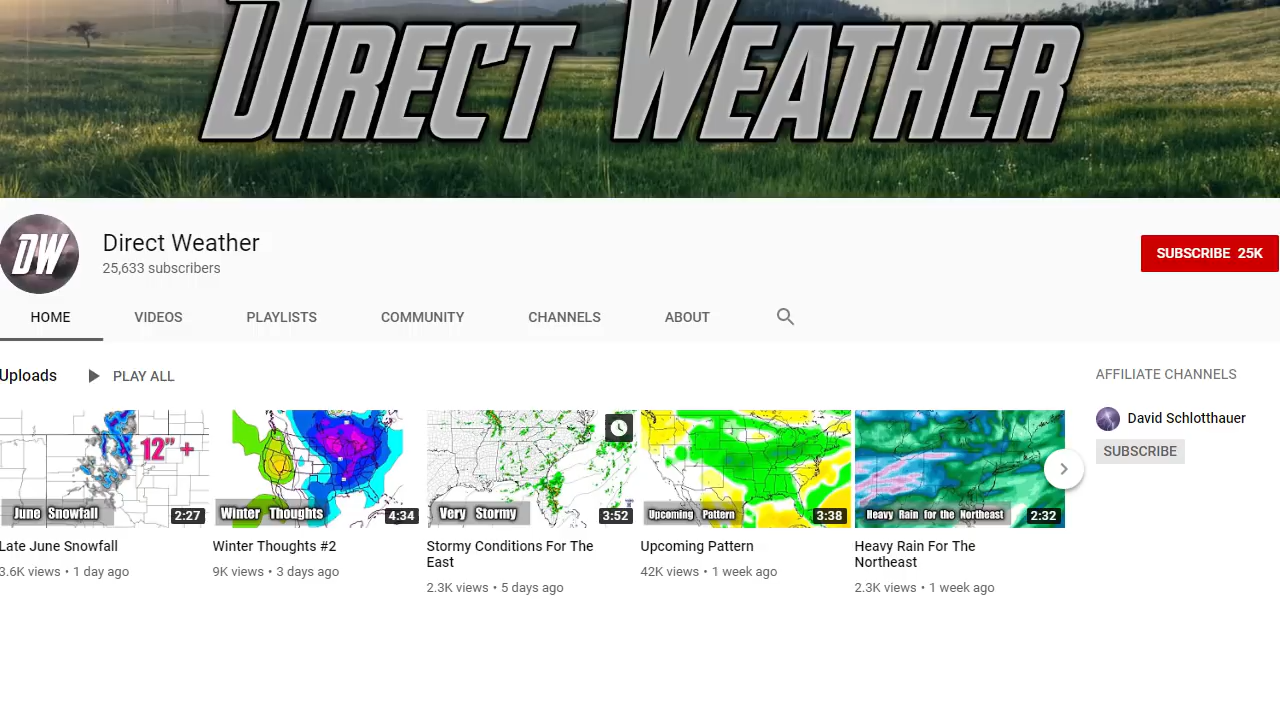 DIRECT WEATHER
DW
Direct Weather
25,633 subscribers
SUBSCRIBE 25K
HOME VIDEOS PLAYLISTS COMMUNITY CHANNELS ABOUT
Uploads PLAY ALL
AFFILIATE CHANNELS
David Schlotthauer
SUBSCRIBE
12" +
June Snowfall
2:27
Late June Snowfall
3.6K views • 1 day ago
Winter Thoughts
4:34
Winter Thoughts #2
9K views • 3 days ago
Very Stormy
3:52
Stormy Conditions For The
East
2.3K views • 5 days ago
Upcoming Pattern
3:38
Upcoming Pattern
42K views • 1 week ago
Heavy Rain for the Northeast
2:32
Heavy Rain For The
Northeast
2.3K views • 1 week ago